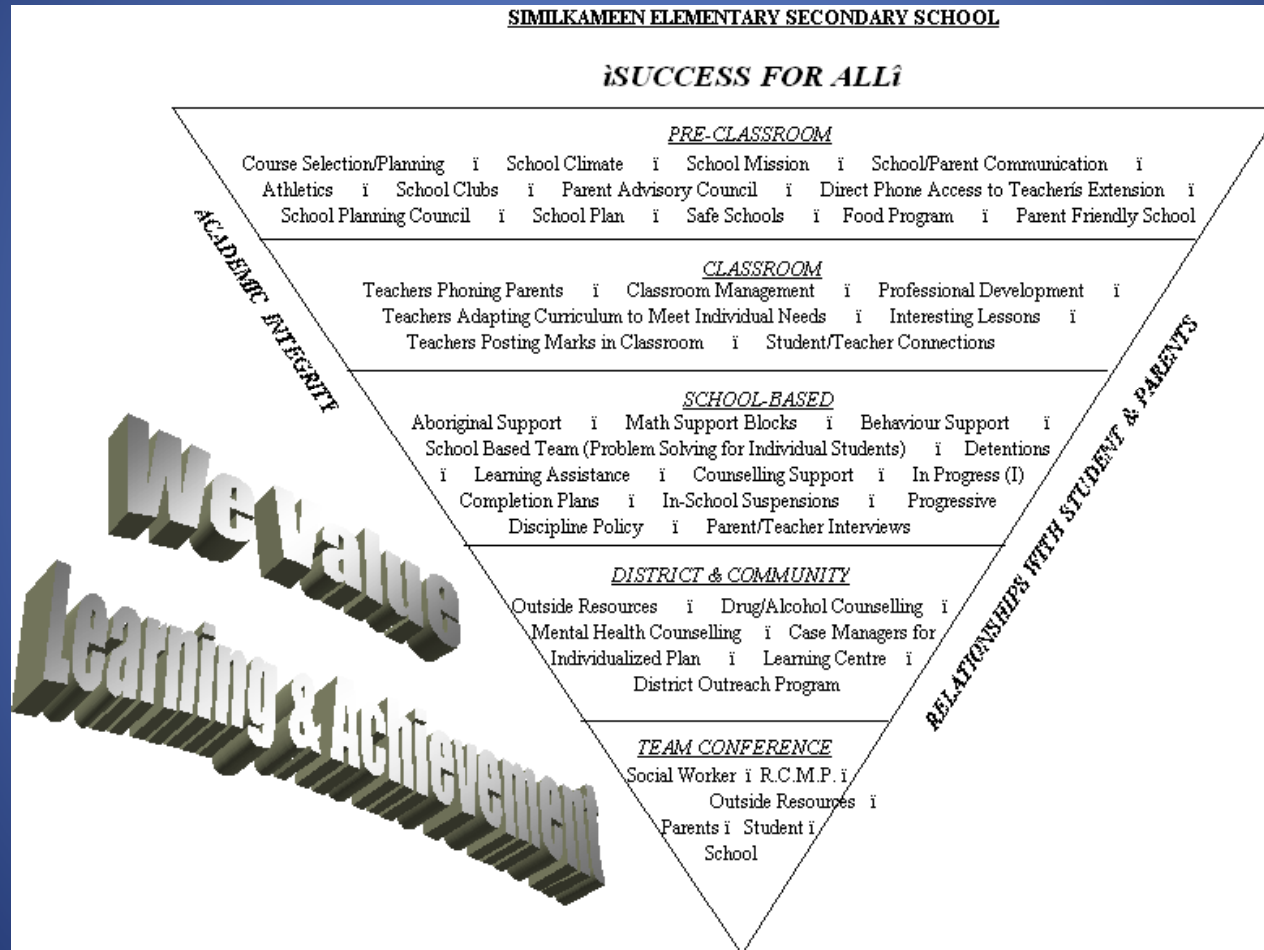 SIMILKAMEEN ELEMENTARY SECONDARY SCHOOL
ìSUCCESS FOR ALLî
PRE-CLASSROOM
Course Selection/Planning ï School Climate ï School Mission ï School/Parent Communication ï
Athletics ï School Clubs ï Parent Advisory Council ï Direct Phone Access to Teacherís Extension ï
School Planning Council ï School Plan ï Safe Schools ï Food Program ï Parent Friendly School
ACADEMIC INTEGRITY
CLASSROOM
Teachers Phoning Parents ï Classroom Management ï Professional Development ï
Teachers Adapting Curriculum to Meet Individual Needs ï Interesting Lessons ï
Teachers Posting Marks in Classroom ï Student/Teacher Connections
RELATIONSHIPS WITH STUDENT & PARENTS
SCHOOL-BASED
Aboriginal Support ï Math Support Blocks ï Behaviour Support ï
School Based Team (Problem Solving for Individual Students) ï Detentions
ï Learning Assistance ï Counselling Support ï In Progress (I)
Completion Plans ï In-School Suspensions ï Progressive
Discipline Policy ï Parent/Teacher Interviews
We Value
Learning & Achievement
DISTRICT & COMMUNITY
Outside Resources ï Drug/Alcohol Counselling ï
Mental Health Counselling ï Case Managers for
Individualized Plan ï Learning Centre ï
District Outreach Program
TEAM CONFERENCE
Social Worker ï R.C.M.P. ï
Outside Resources ï
Parents ï Student ï
School